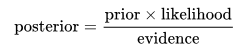 posterior = prior × likelihood / evidence